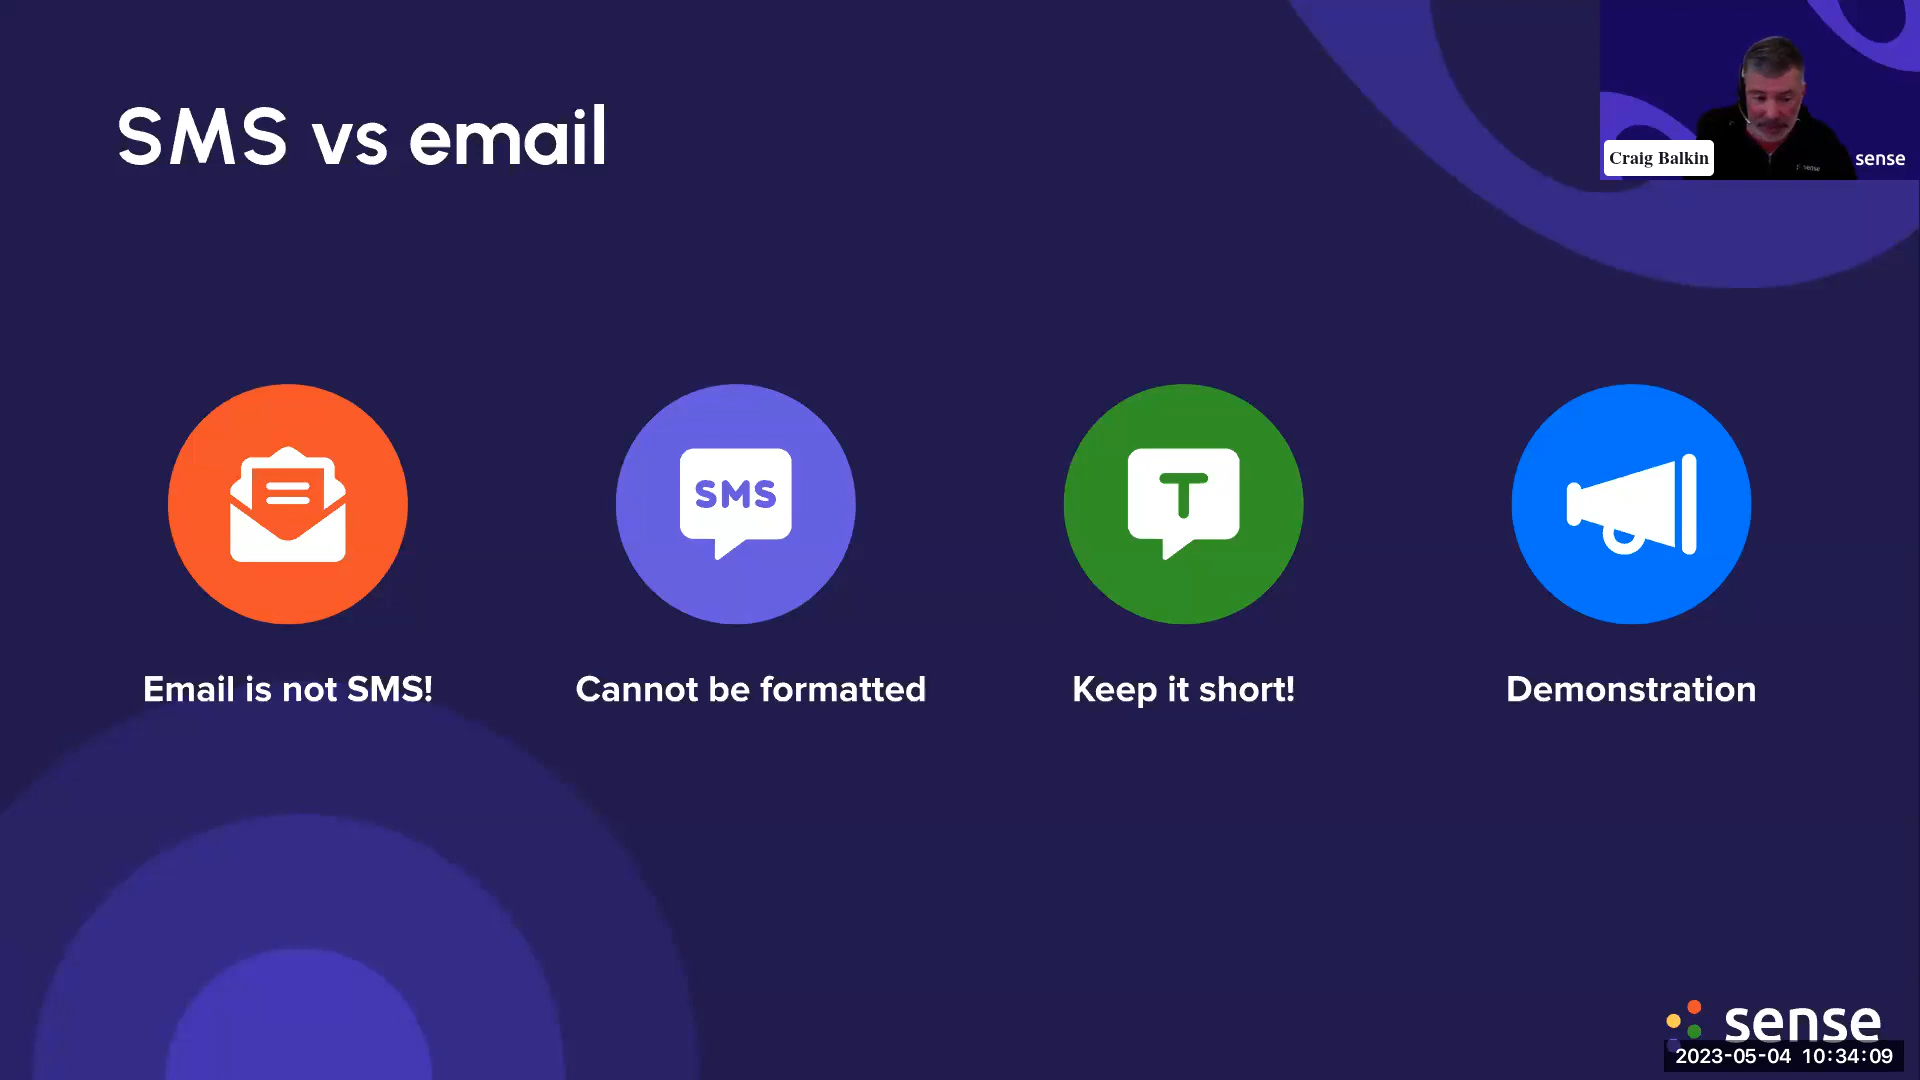 SMS vs email
Craig Balkin
sense
sense
SMS
T
Email is not SMS!
Cannot be formatted
Keep it short!
Demonstration
sense
2023-05-04 10:34:09